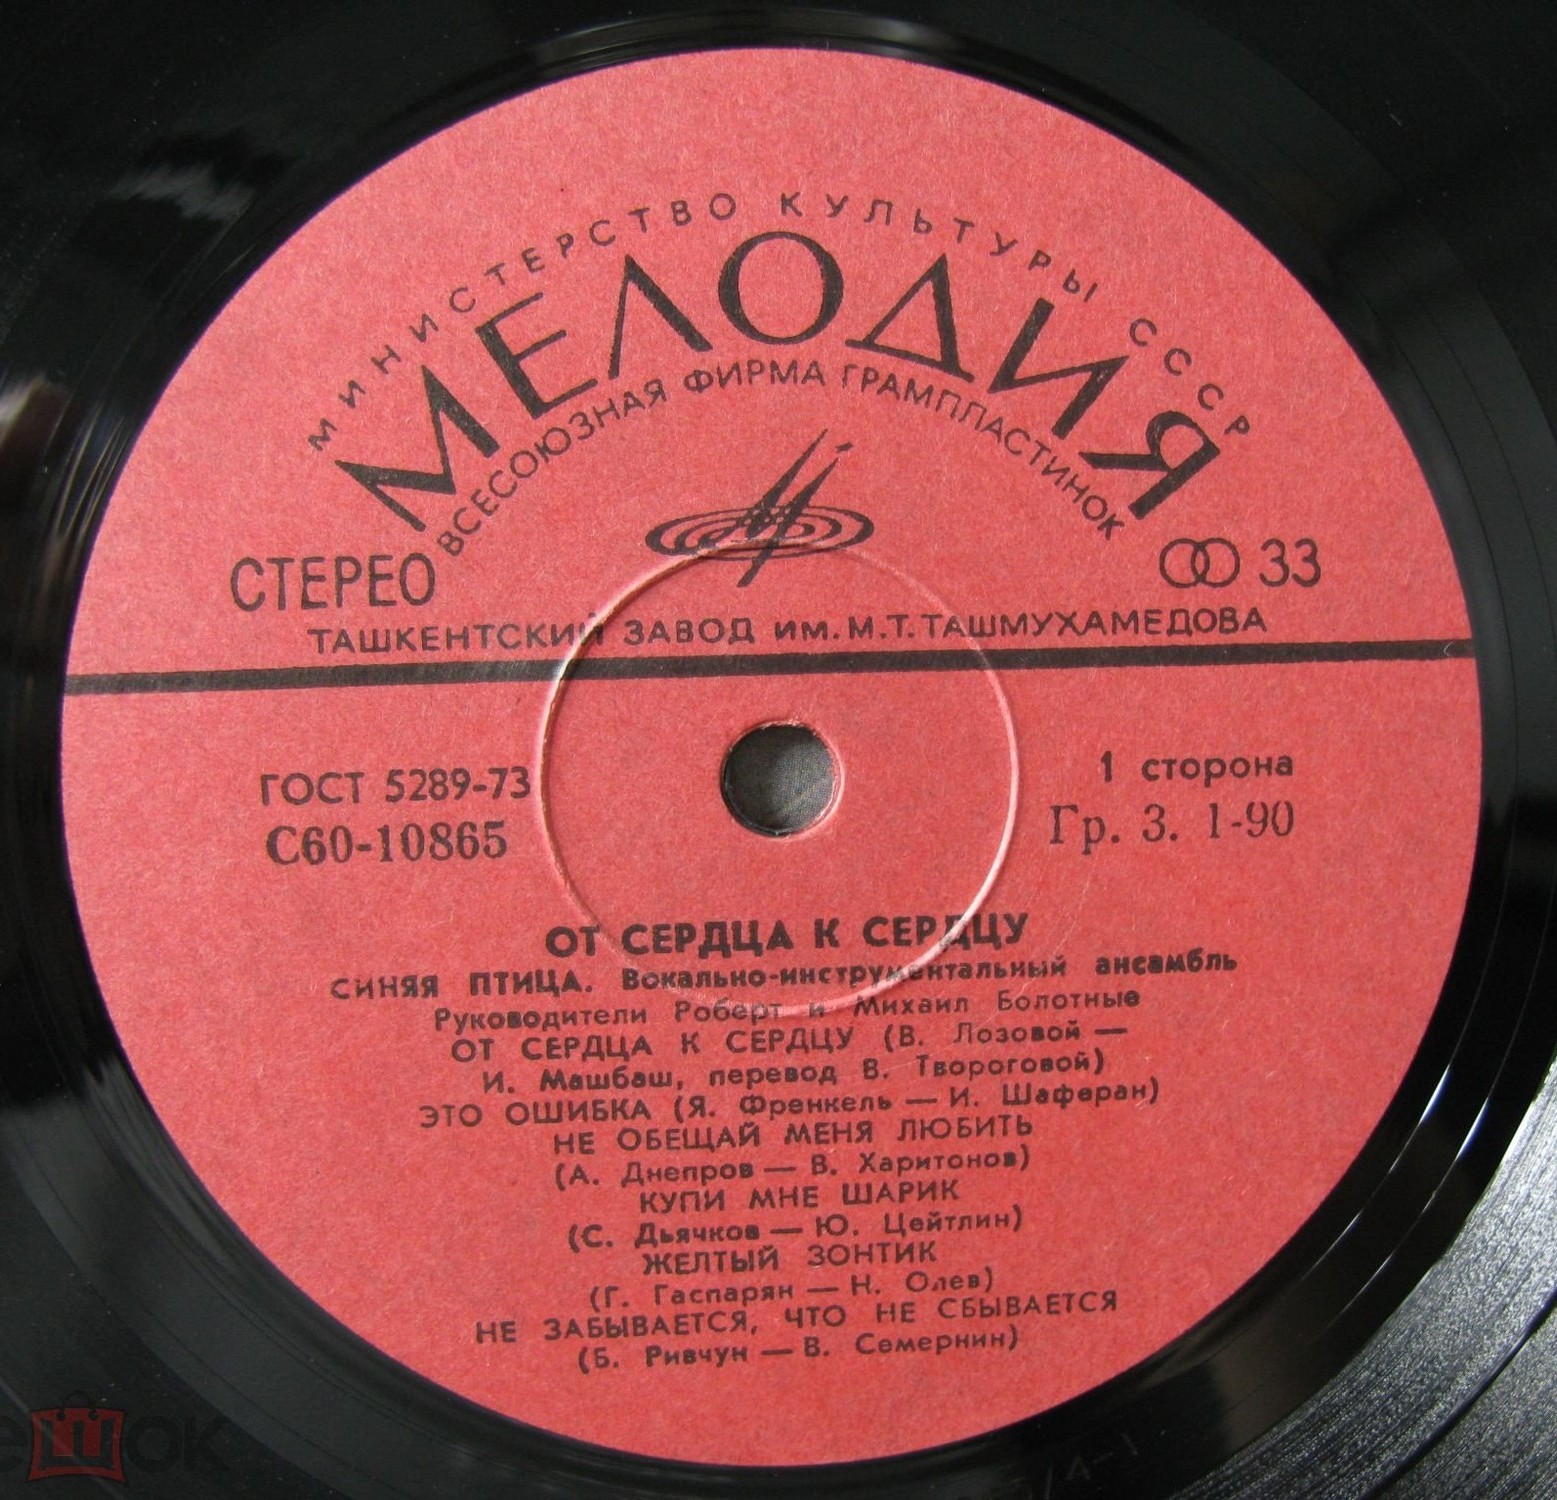 МИНИСТЕРСТВО КУЛЬТУРЫ СССР
МЕЛОДИЯ
ВСЕСОЮЗНАЯ ФИРМА ГРАМПЛАСТИНОК
СТЕРЕО
33
ТАШКЕНТСКИЙ ЗАВОД ИМ. М. Т. ТАШМУХАМЕДОВА
ГОСТ 5289-73
1 сторона
С60-10865
Гр. 3. 1-90
ОТ СЕРДЦА К СЕРДЦУ
СИНЯЯ ПТИЦА. Вокально-инструментальный ансамбль
Руководители Роберт и Михаил Болотные
ОТ СЕРДЦА К СЕРДЦУ (В. Лозовой —
И. Машбаш, перевод В. Твороговой)
ЭТО ОШИБКА (Я. Френкель — И. Шаферан)
НЕ ОБЕЩАЙ МЕНЯ ЛЮБИТЬ
(А. Днепров — В. Харитонов)
КУПИ МНЕ ШАРИК
(С. Дьячков — Ю. Цейтлин)
ЖЕЛТЫЙ ЗОНТИК
(Г. Гаспарян — Н. Олев)
НЕ ЗАБЫВАЕТСЯ, ЧТО НЕ СБЫВАЕТСЯ
(Б. Ривчун — В. Семернин)